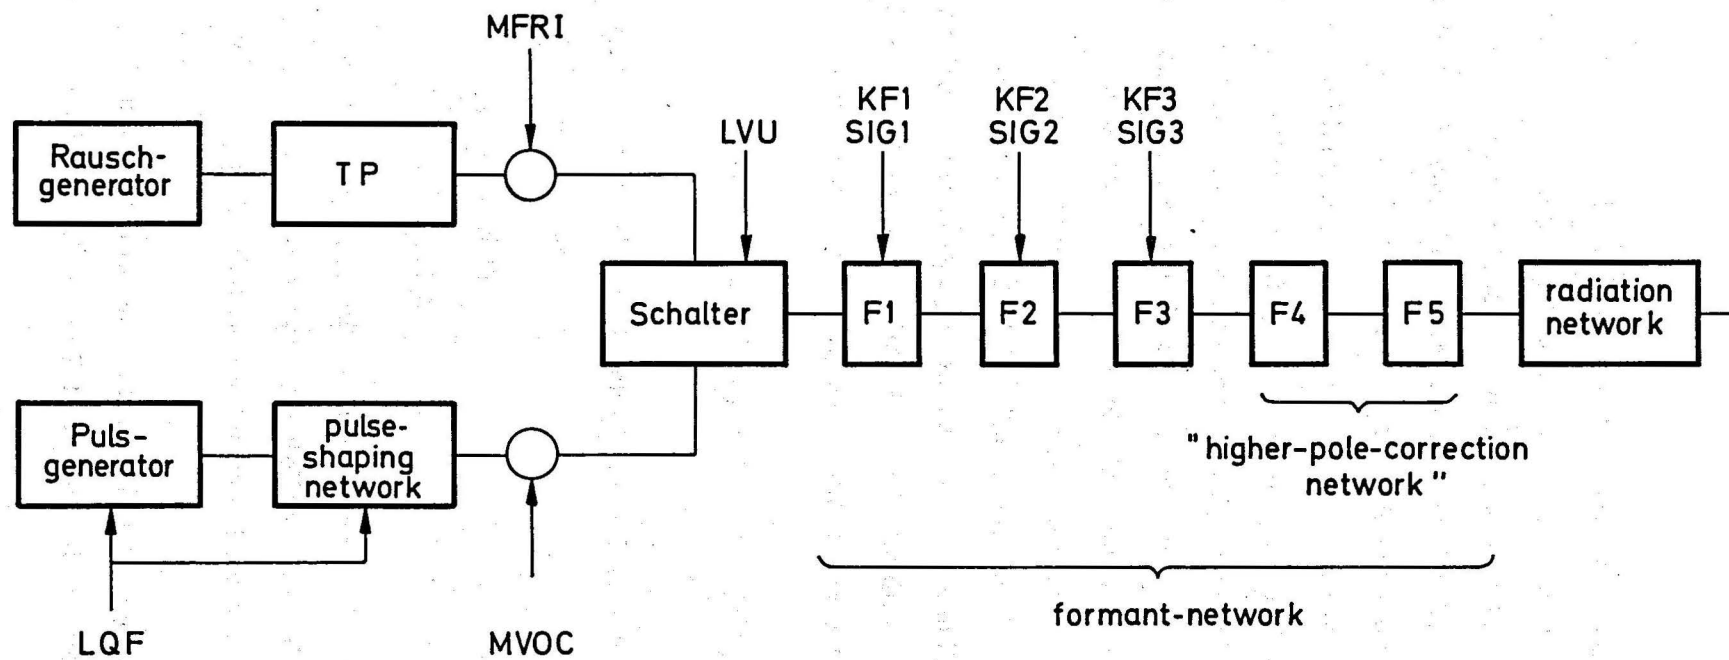 MFRI
KF1
SIG1
KF2
SIG2
KF3
SIG3
LVU
Rausch-
generator
TP
Schalter
F1
F2
F3
F4
F5
radiation
network
Puls-
generator
pulse-
shaping
network
"higher-pole-correction
network"
formant-network
LQF
MVOC